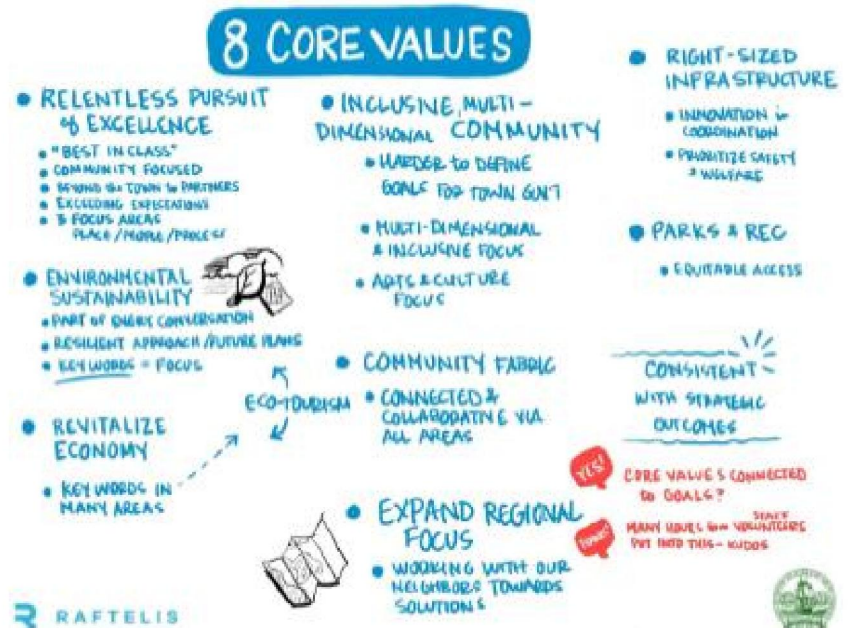 8 CORE VALUES
• RELENTLESS PURSUIT
of EXCELLENCE
• "BEST IN CLASS"
• COMMUNITY FOCUSED
• BEYOND the TOWN to PARTNERS
• EXCEEDING EXPECTATIONS
• 3 FOCUS AREAS
PLACE/PEOPLE/PROCESS
• ENVIRONMENTAL
SUSTAINABILITY
• PART OF EVERY CONVERSATION
• RESILIENT APPROACH/FUTURE PLANS
• KEY WORDS = FOCUS
ECO-TOURISM
• REVITALIZE
ECONOMY
• KEY WORDS IN
MANY AREAS
• INCLUSIVE, MULTI-
DIMENSIONAL COMMUNITY
• HARDER to DEFINE
GOALS FOR TOWN GOV'T
• MULTI-DIMENSIONAL
& INCLUSIVE FOCUS
• ARTS & CULTURE
FOCUS
• COMMUNITY FABRIC
• CONNECTED &
COLLABORATIVE VIA
ALL AREAS
• EXPAND REGIONAL
FOCUS
• WORKING WITH OUR
NEIGHBORS TOWARDS
SOLUTIONS
• RIGHT-SIZED
INFRASTRUCTURE
• INNOVATION in
COORDINATION
• PRIORITIZE SAFETY
& WELFARE
• PARKS & REC
• EQUITABLE ACCESS
CONSISTENT
WITH STRATEGIC
OUTCOMES
YES!
CORE VALUES CONNECTED
to GOALS?
STAFF
MANY HOURS from VOLUNTEERS
PUT INTO THIS - KUDOS
RAFTELIS